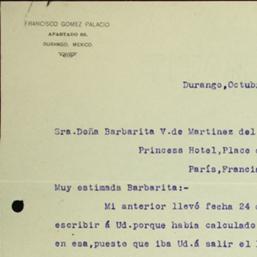 FRANCISCO GOMEZ PALACIO
APARTADO 85.
DURANGO, MEXICO.
Durango, Octub
Sra.Doña Barbarita V.de Martinez del
Princesa Hotel,Place
París,Franci
Muy estimada Barbarita:-
Mi anterior llevó fecha 24
escribir á Ud.porque habia calculado
en esa,puesto que iba Ud.á salir el